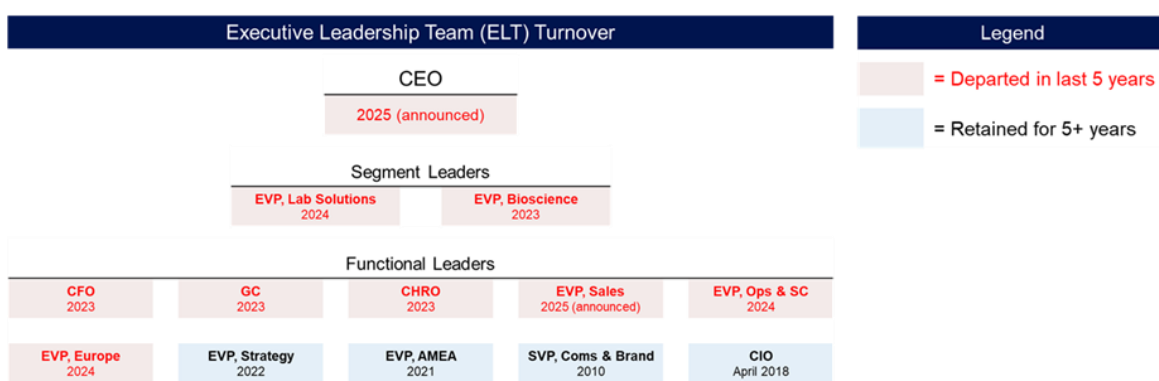 Executive Leadership Team (ELT) Turnover
Legend
CEO
2025 (announced)
= Departed in last 5 years
= Retained for 5+ years
Segment Leaders
EVP, Lab Solutions
2024
EVP, Bioscience
2023
Functional Leaders
CFO
2023
GC
2023
CHRO
2023
EVP, Sales
2025 (announced)
EVP, Ops & SC
2024
EVP, Europe
2024
EVP, Strategy
2022
EVP, AMEA
2021
SVP, Coms & Brand
2010
CIO
April 2018